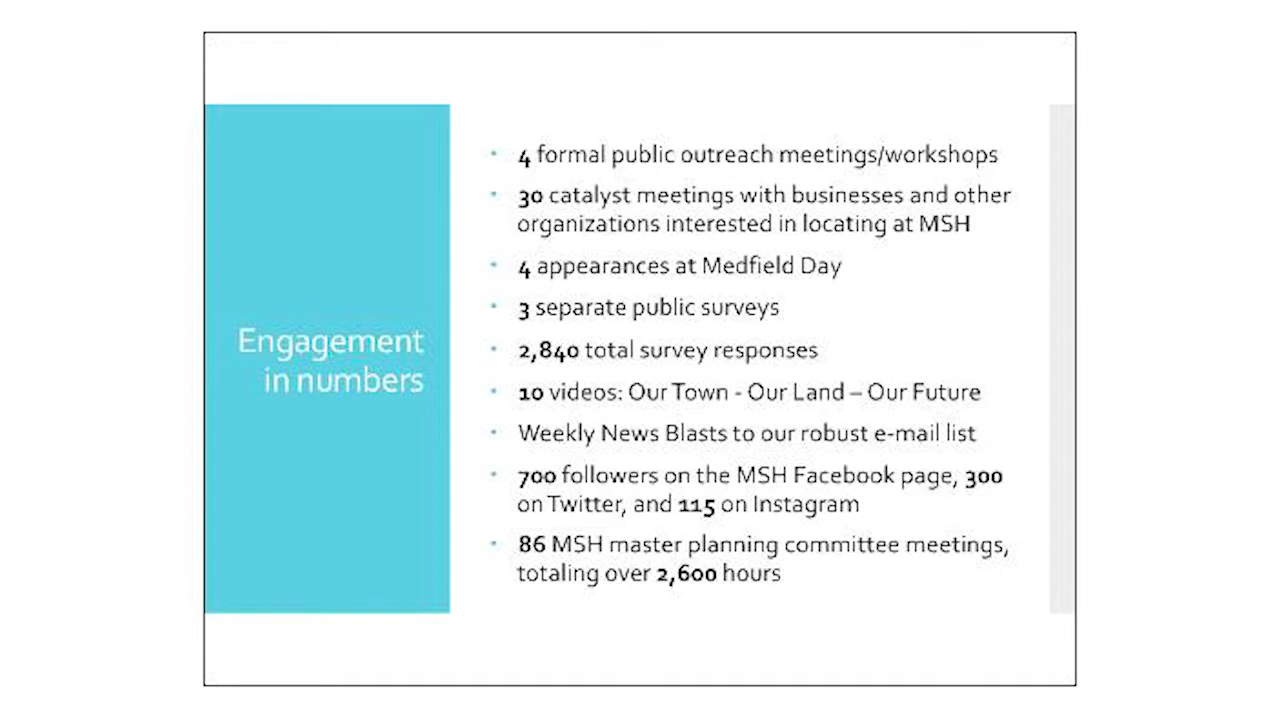 Engagement
in numbers
• 4 formal public outreach meetings/workshops
• 30 catalyst meetings with businesses and other
organizations interested in locating at MSH
• 4 appearances at Medfield Day
• 3 separate public surveys
• 2,840 total survey responses
• 10 videos: Our Town - Our Land – Our Future
• Weekly News Blasts to our robust e-mail list
• 700 followers on the MSH Facebook page, 300
on Twitter, and 115 on Instagram
• 86 MSH master planning committee meetings,
totaling over 2,600 hours